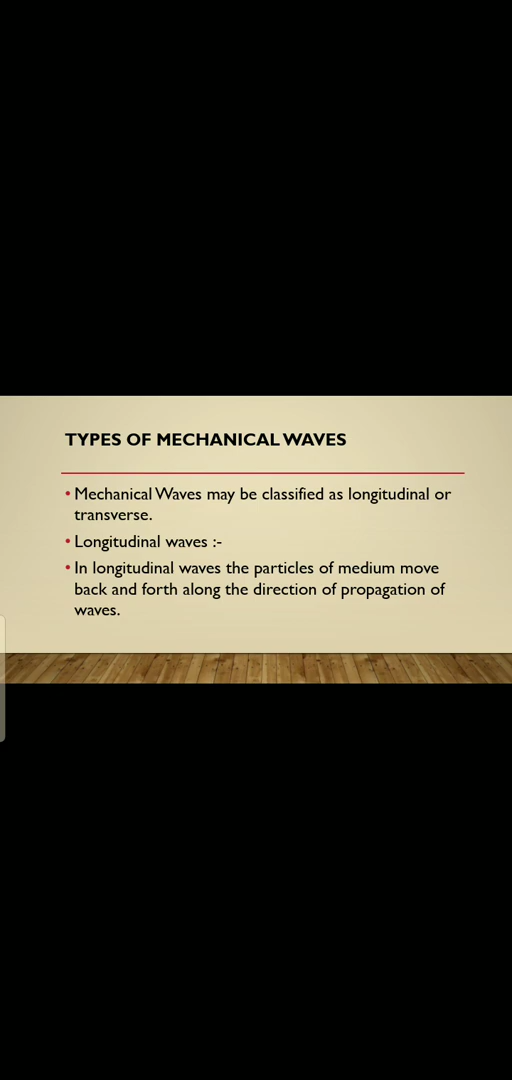 TYPES OF MECHANICAL WAVES
• Mechanical Waves may be classified as longitudinal or
transverse.
• Longitudinal waves :-
• In longitudinal waves the particles of medium move
back and forth along the direction of propagation of
waves.